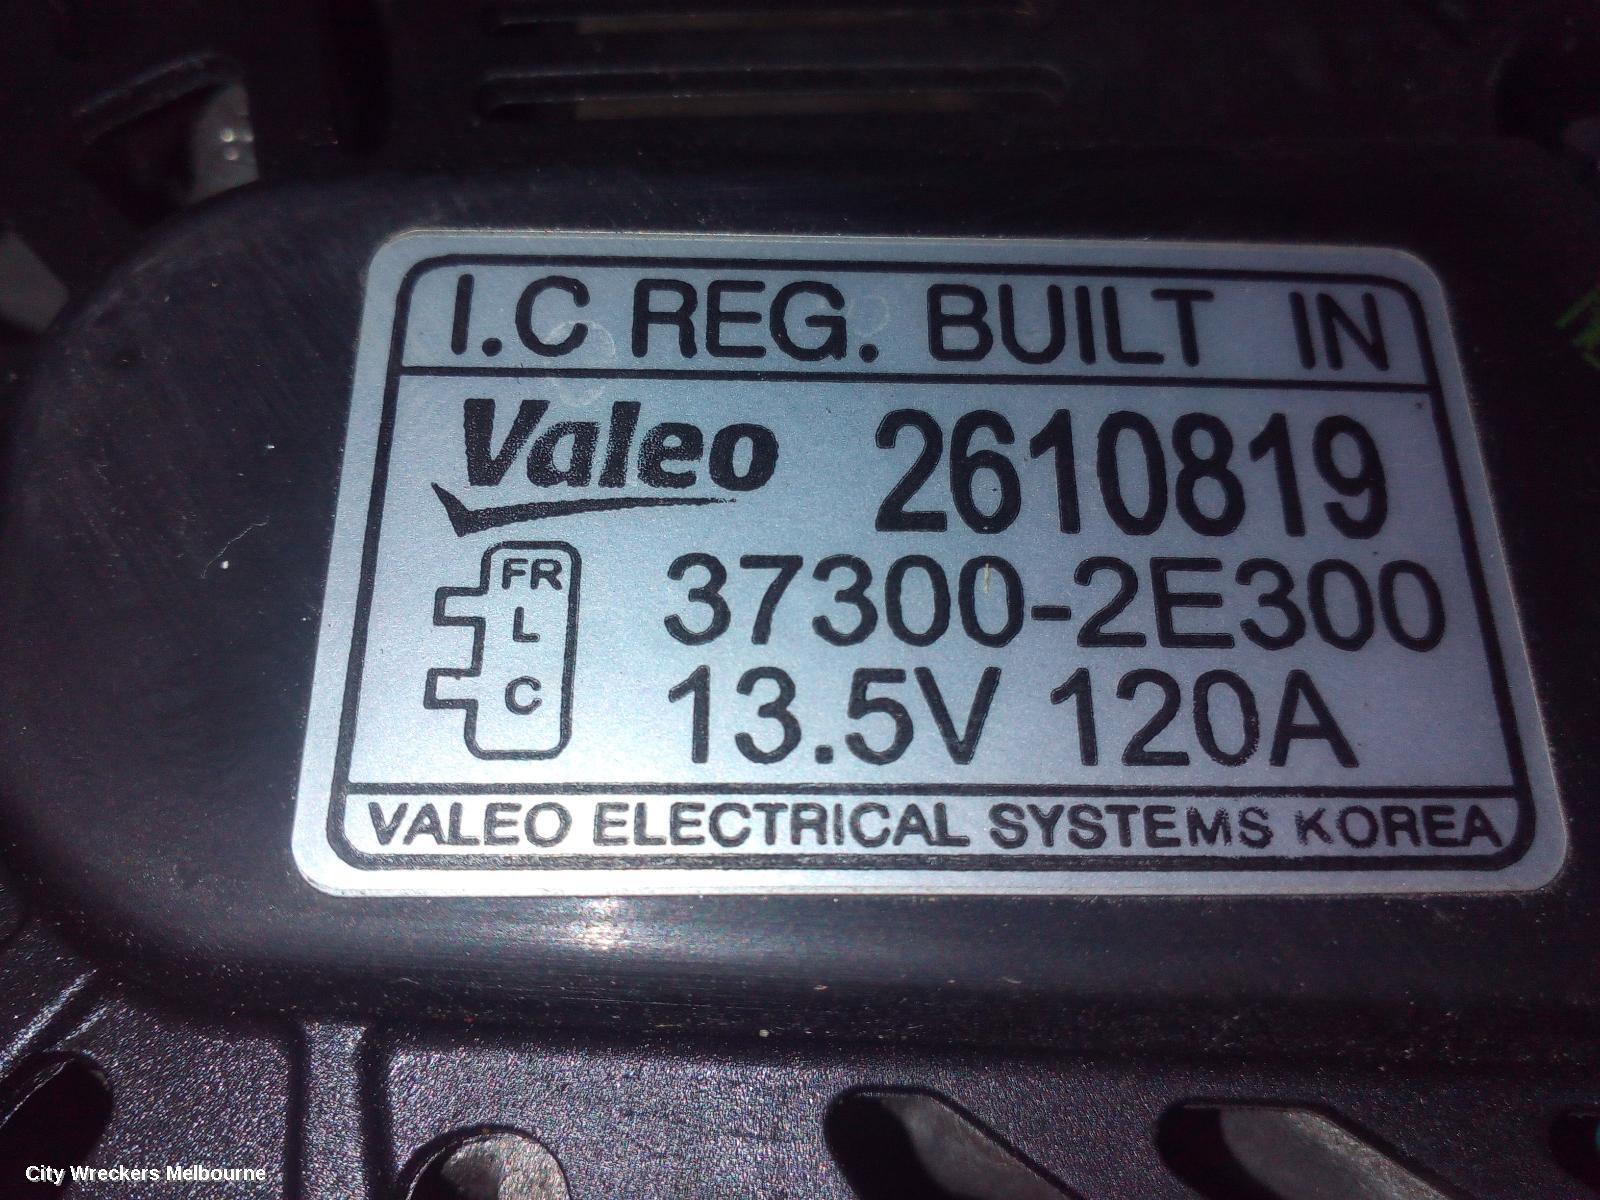 I.C REG. BUILT IN
Valeo 2610819
FR
L
C
37300-2E300
13.5V 120A
VALEO ELECTRICAL SYSTEMS KOREA
City Wreckers Melbourne